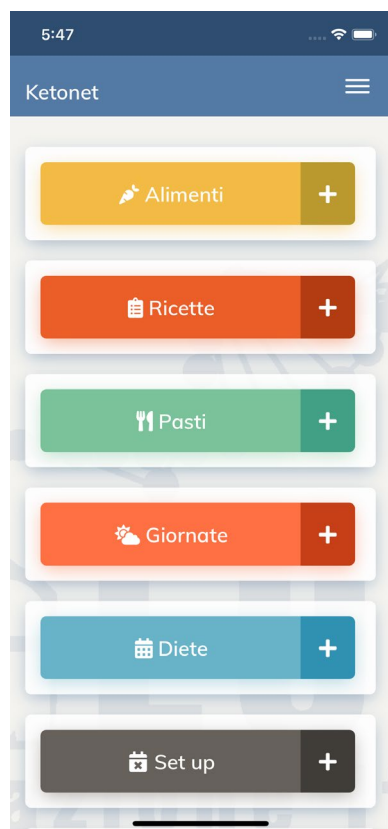 5:47
Ketonet
Alimenti +
Ricette +
Pasti +
Giornate +
Diete +
Set up +